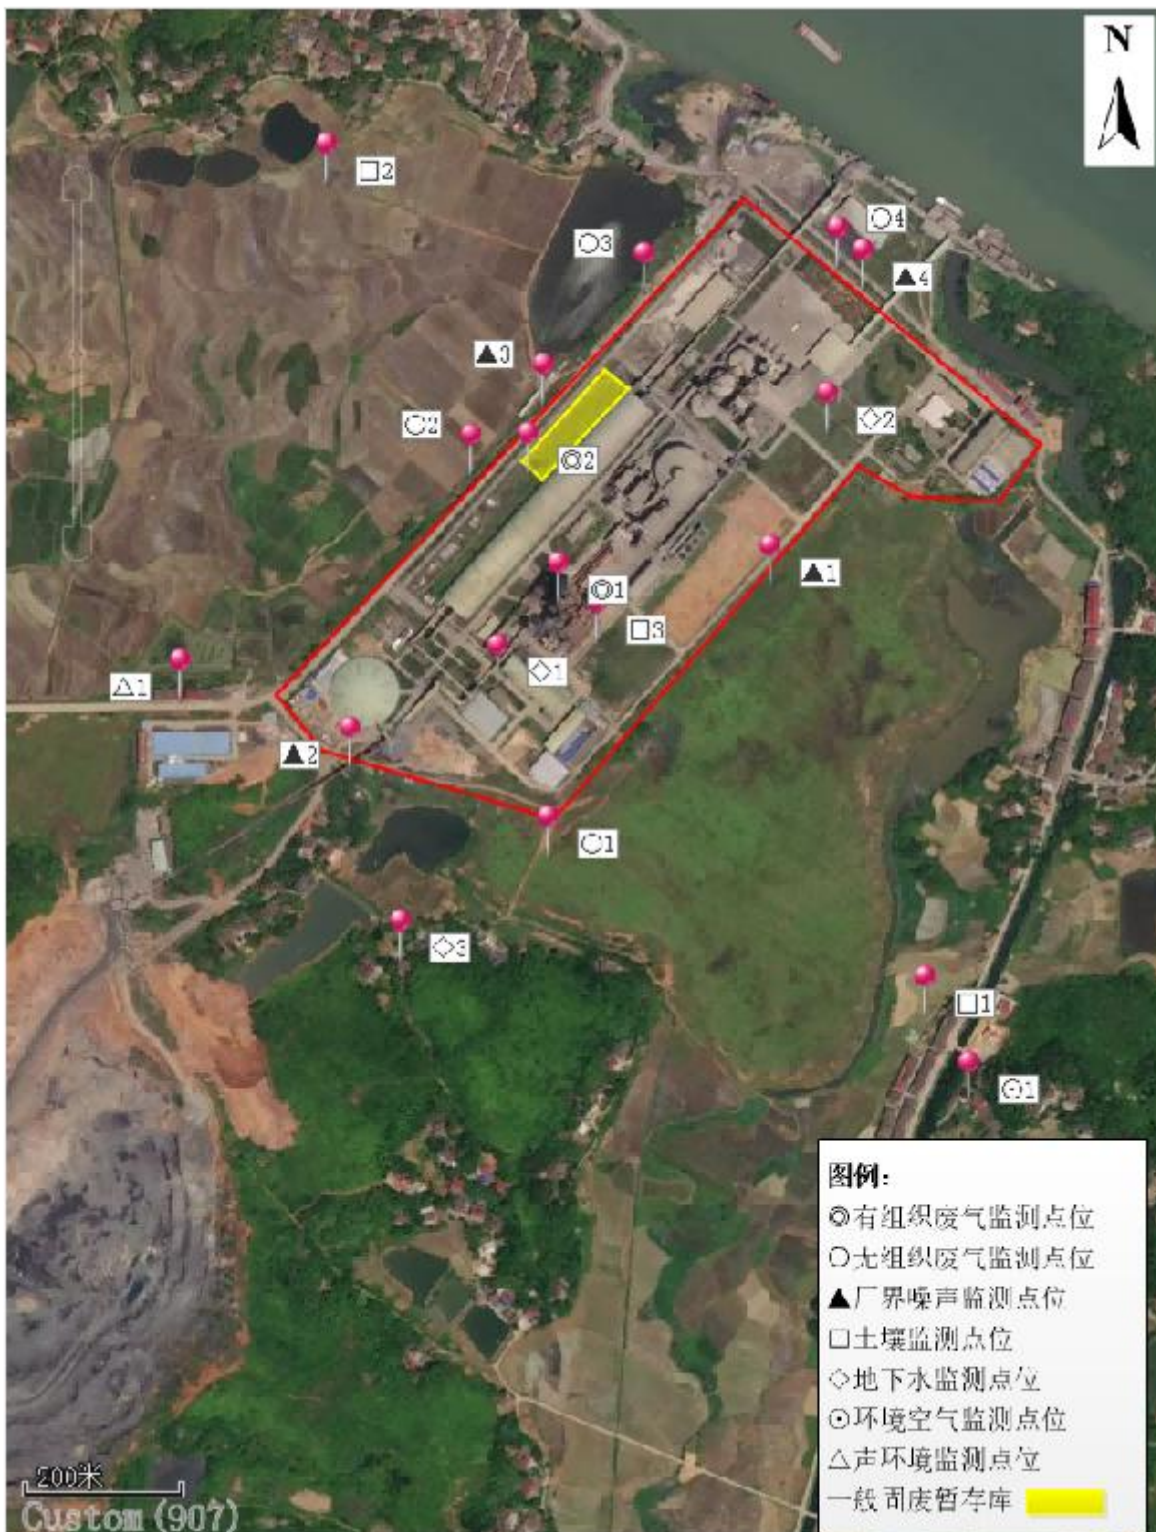 N
□2
○4
○3
▲4
▲3
○2
◇2
◎2
▲1
◎1
□3
◇1
△1
▲2
○1
◇3
□1
⊙1
图例：
◎有组织废气监测点位
○无组织废气监测点位
▲厂界噪声监测点位
□土壤监测点位
◇地下水监测点位
⊙环境空气监测点位
△声环境监测点位
一般固废暂存库
200米
Custom(907)